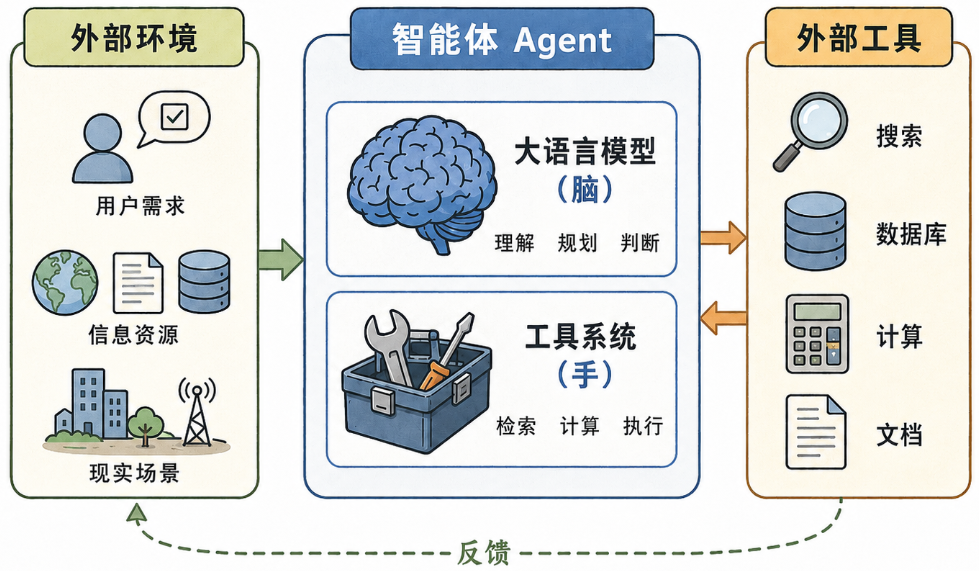 外部环境
用户需求
信息资源
现实场景
智能体 Agent
大语言模型
（脑）
理解 规划 判断
工具系统
（手）
检索 计算 执行
外部工具
搜索
数据库
计算
文档
反馈